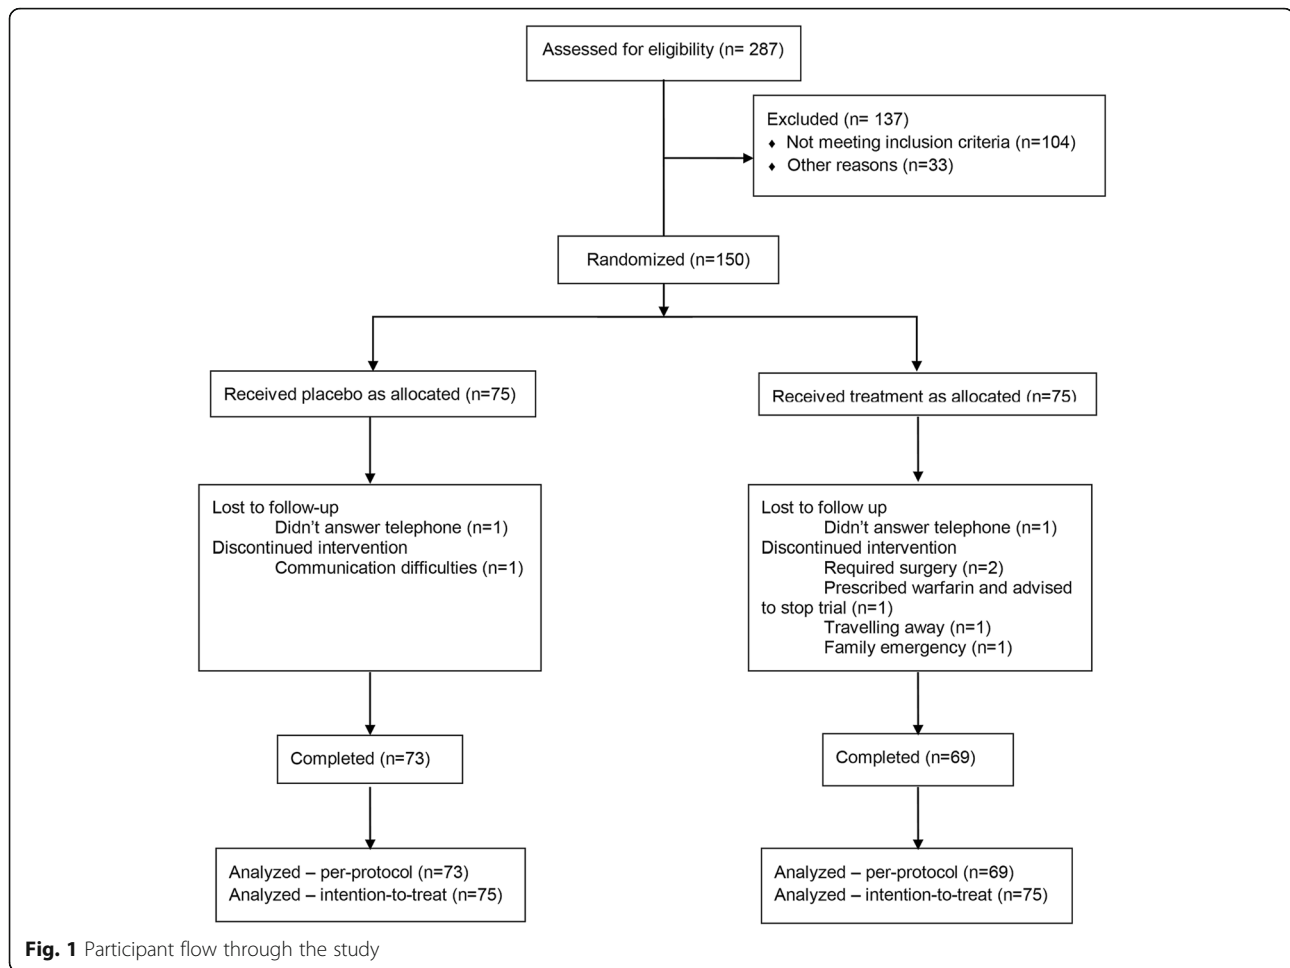 Assessed for eligibility (n= 287)
Excluded (n= 137)
♦ Not meeting inclusion criteria (n=104)
♦ Other reasons (n=33)
Randomized (n=150)
Received placebo as allocated (n=75)
Received treatment as allocated (n=75)
Lost to follow-up
Didn't answer telephone (n=1)
Discontinued intervention
Communication difficulties (n=1)
Lost to follow up
Didn't answer telephone (n=1)
Discontinued intervention
Required surgery (n=2)
Prescribed warfarin and advised
to stop trial (n=1)
Travelling away (n=1)
Family emergency (n=1)
Completed (n=73)
Completed (n=69)
Analyzed – per-protocol (n=73)
Analyzed – intention-to-treat (n=75)
Analyzed – per-protocol (n=69)
Analyzed – intention-to-treat (n=75)
Fig. 1 Participant flow through the study